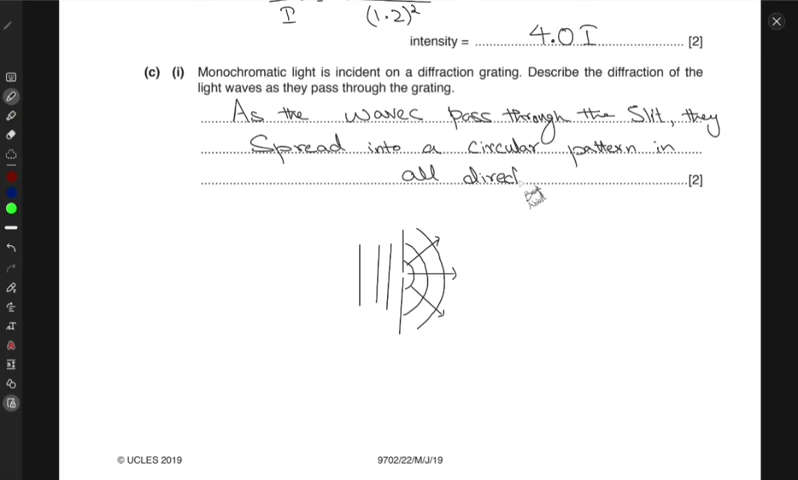 I (1.2)²
intensity = 4.0 I [2]
(c) (i) Monochromatic light is incident on a diffraction grating. Describe the diffraction of the
light waves as they pass through the grating.
As the waves pass through the slit, they
spread into a circular pattern in
all direct
[2]
© UCLES 2019 9702/22/M/J/19